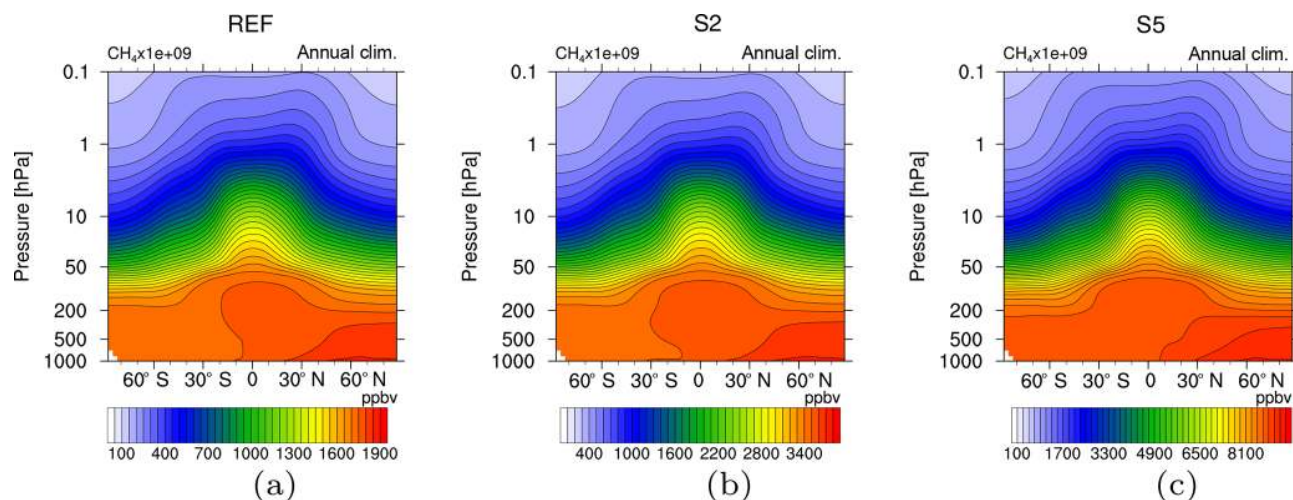 REF
CH₄x1e+09 Annual clim.
Pressure [hPa]
0.1
1
10
50
200
500
1000
60° S 30° S 0 30° N 60° N
ppbv
100 400 700 1000 1300 1600 1900
(a)
S2
CH₄x1e+09 Annual clim.
Pressure [hPa]
0.1
1
10
50
200
500
1000
60° S 30° S 0 30° N 60° N
ppbv
400 1000 1600 2200 2800 3400
(b)
S5
CH₄x1e+09 Annual clim.
Pressure [hPa]
0.1
1
10
50
200
500
1000
60° S 30° S 0 30° N 60° N
ppbv
100 1700 3300 4900 6500 8100
(c)